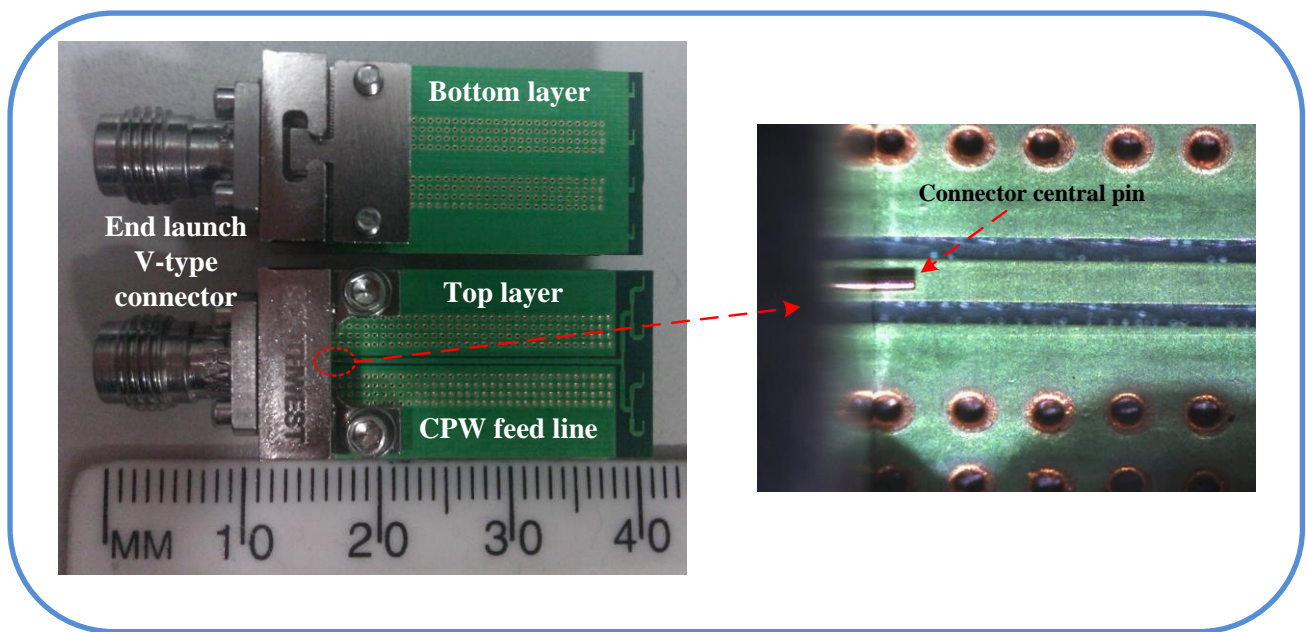 Bottom layer
End launch
V-type
connector
Top layer
CPW feed line
MM 10 20 30 40
Connector central pin